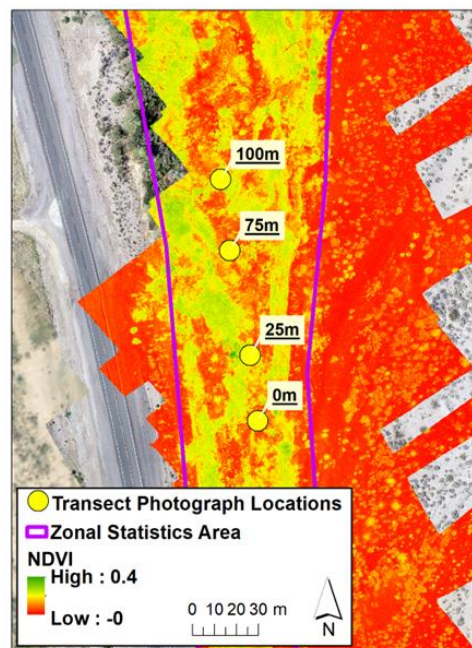 100m
75m
25m
0m
Transect Photograph Locations
Zonal Statistics Area
NDVI
High : 0.4
Low : -0
0 10 20 30 m
N